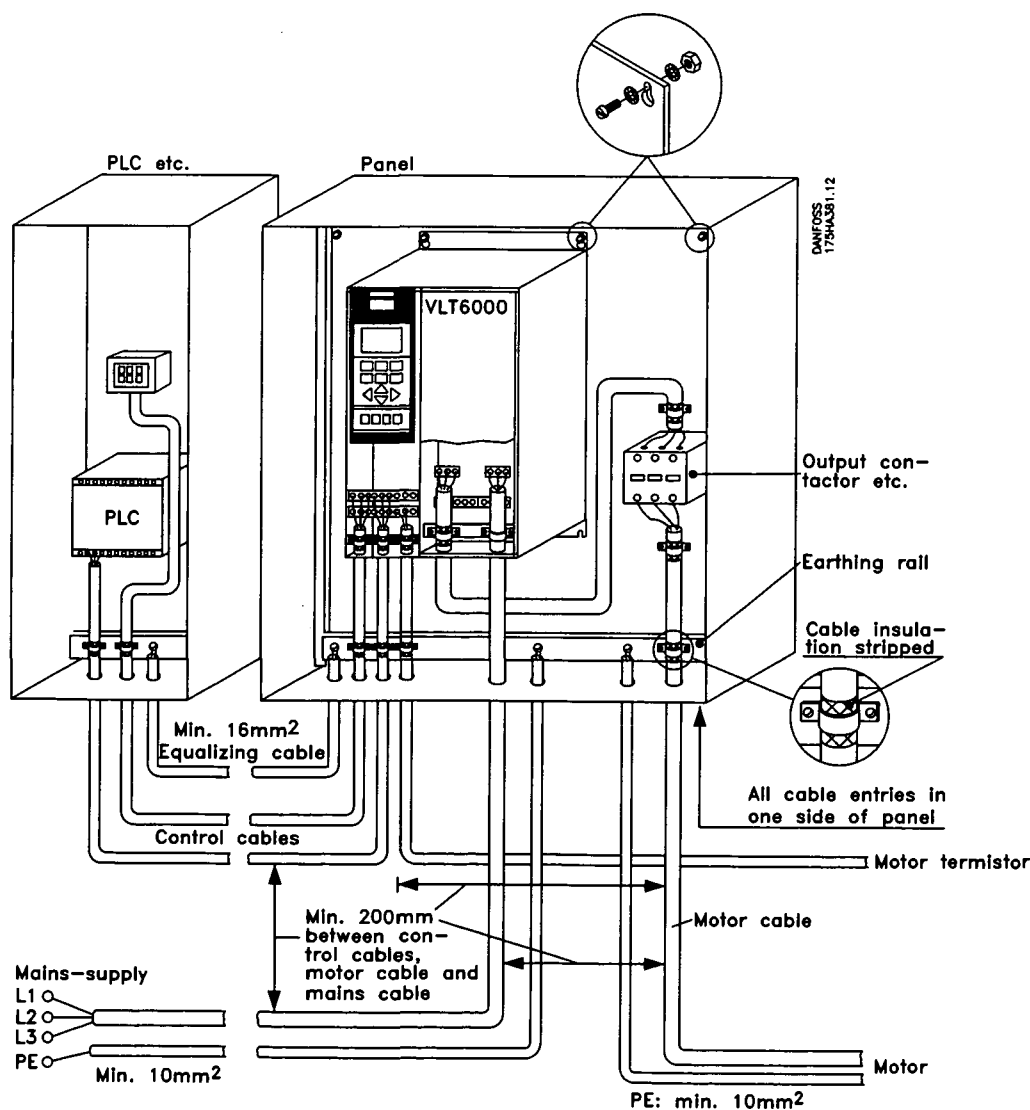 PLC etc.
Panel
DANFOSS
175HA381.12
VLT6000
PLC
Output con-
tactor etc.
Earthing rail
Cable insula-
tion stripped
Min. 16mm2
Equalizing cable
All cable entries in
one side of panel
Control cables
Motor termistor
Min. 200mm
between con-
trol cables,
motor cable and
mains cable
Motor cable
Mains-supply
L1
L2
L3
PE
Min. 10mm2
Motor
PE: min. 10mm2